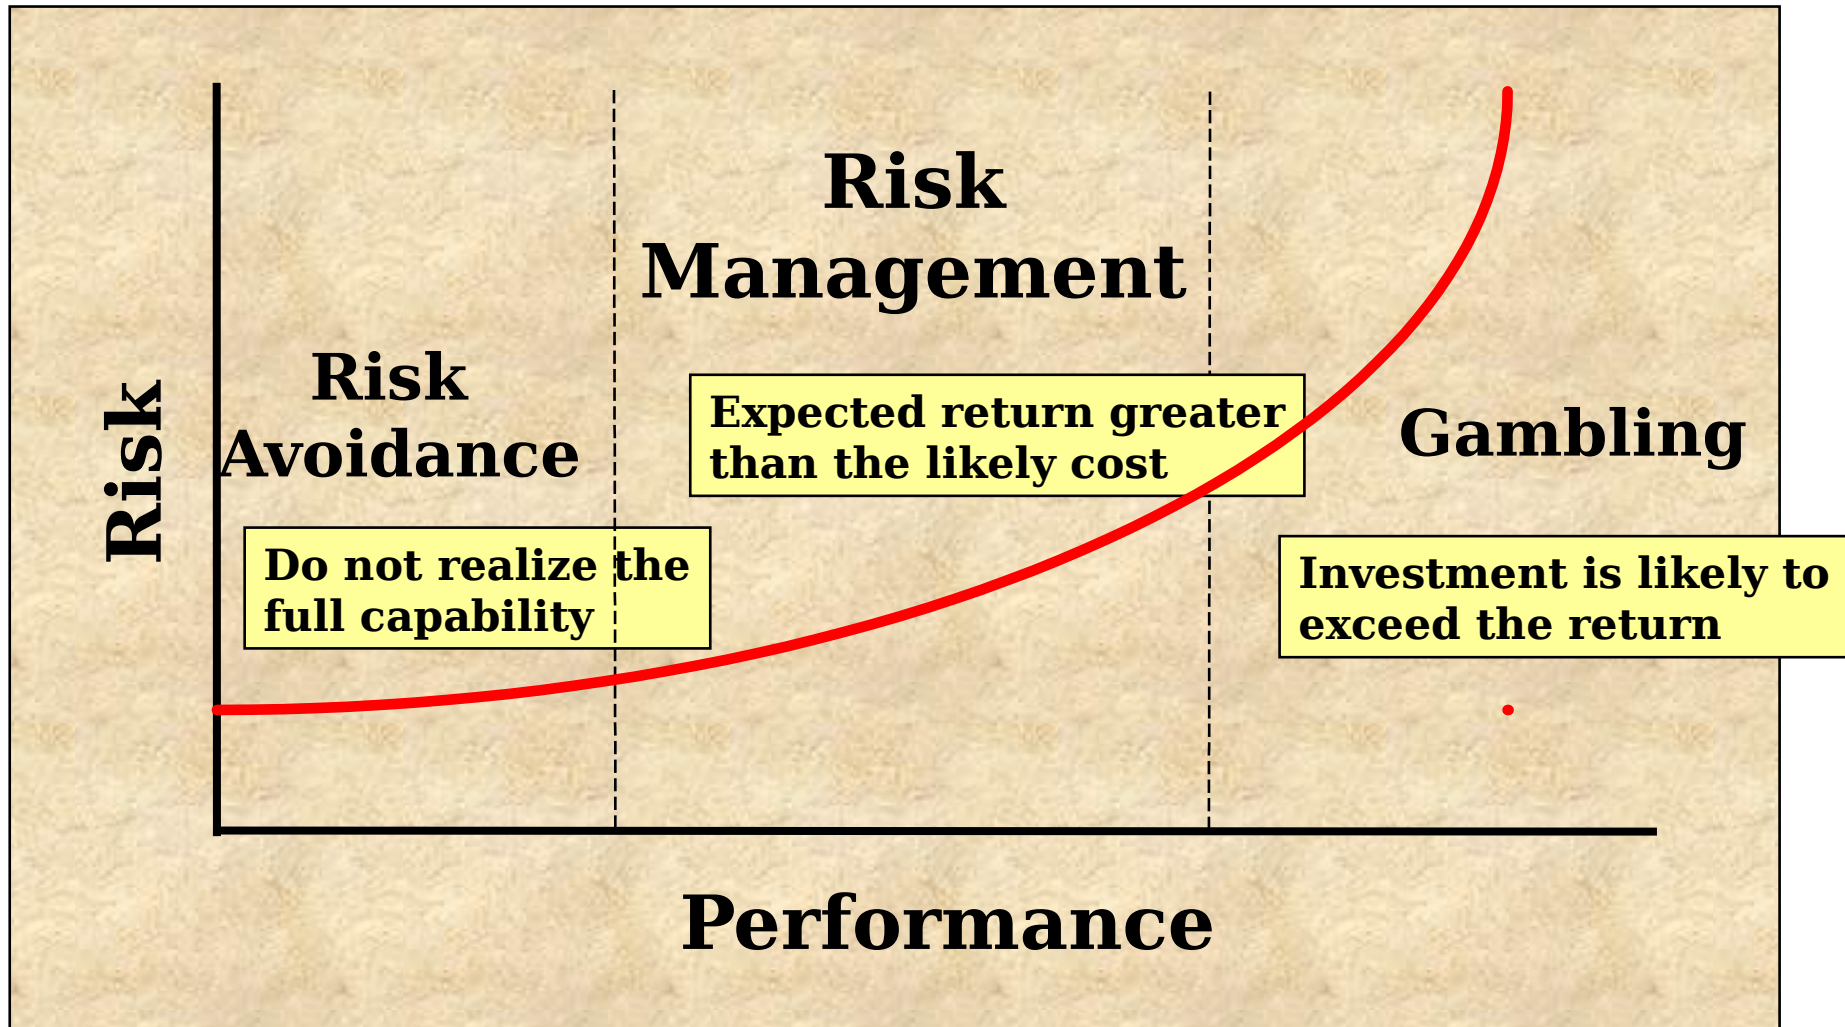 Risk
Management
Risk
Avoidance
Expected return greater
than the likely cost
Gambling
Risk
Do not realize the
full capability
Investment is likely to
exceed the return
Performance